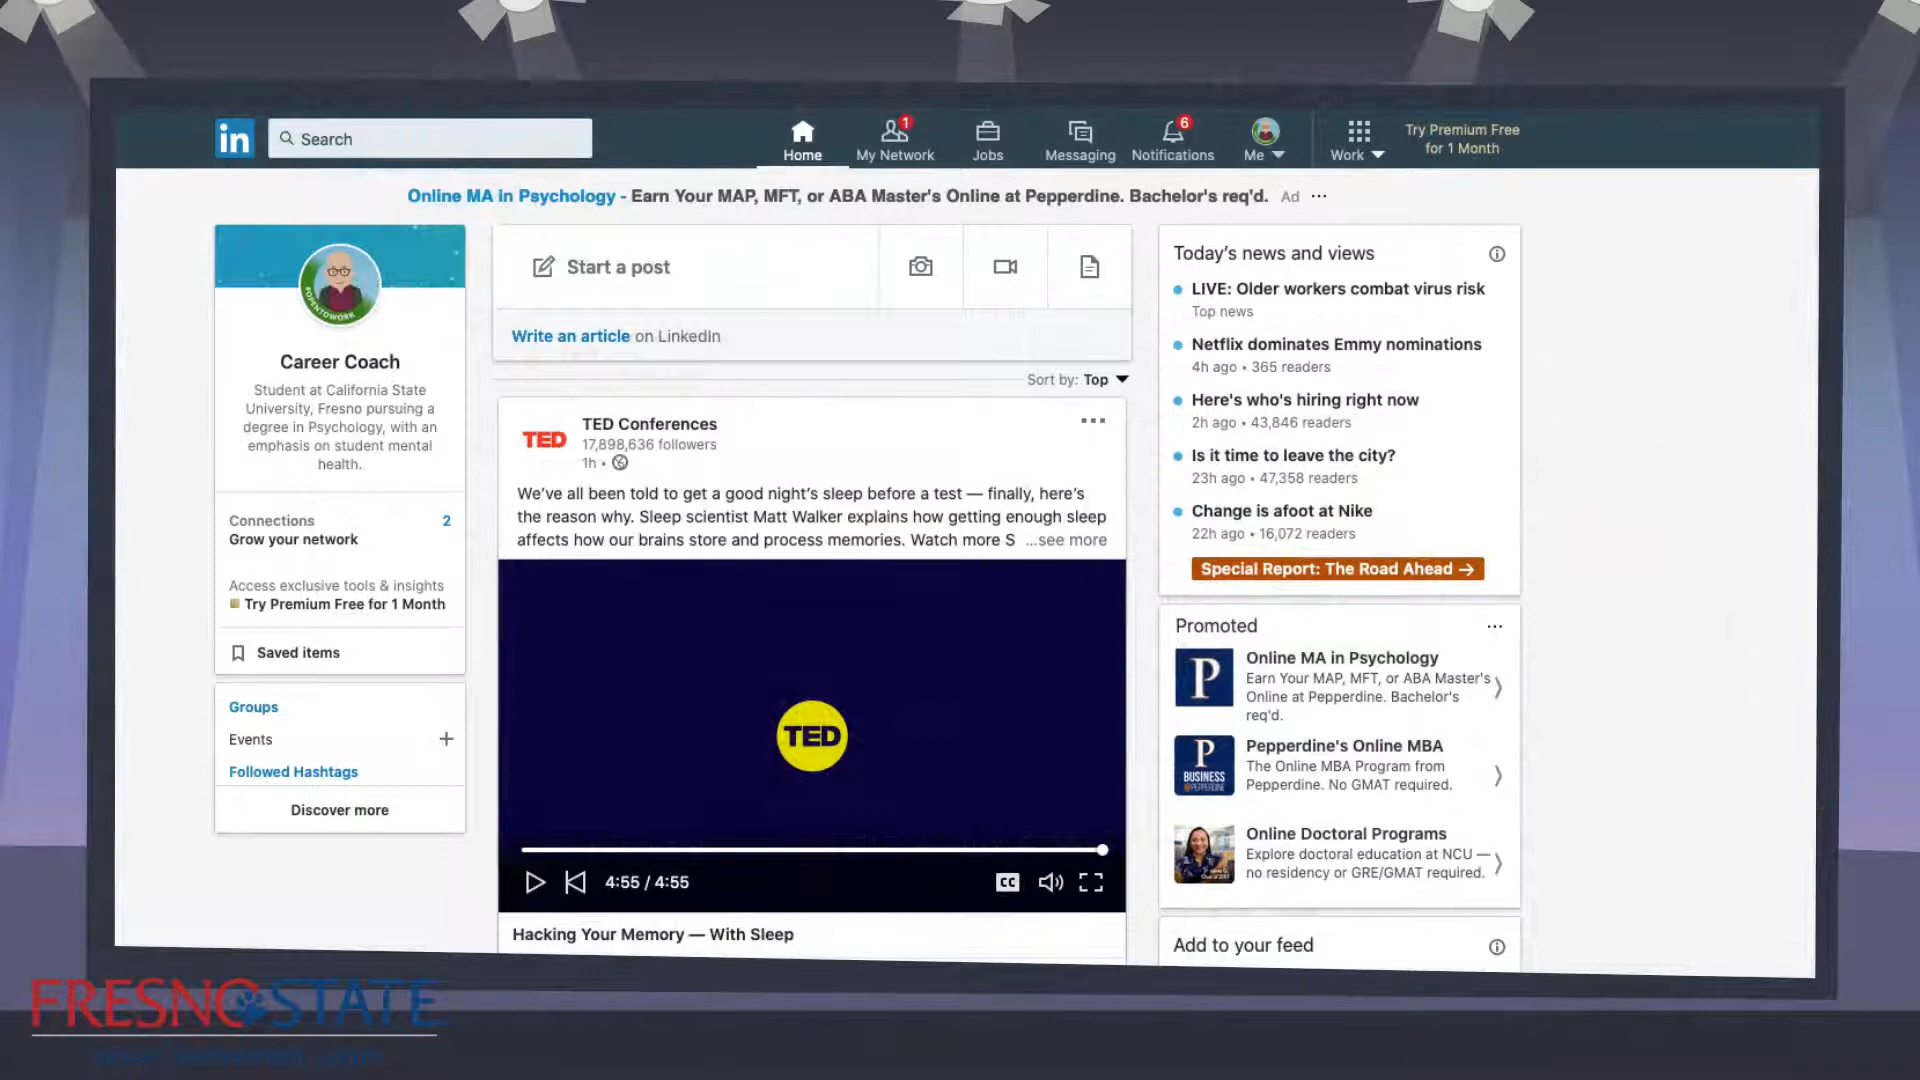 in
Search
1
6
Home
My Network
Jobs
Messaging
Notifications
Me
Work
Try Premium Free
for 1 Month
Online MA in Psychology - Earn Your MAP, MFT, or ABA Master's Online at Pepperdine. Bachelor's req'd. Ad ...
#OPENTOWORK
Career Coach
Student at California State
University, Fresno pursuing a
degree in Psychology, with an
emphasis on student mental
health.
Connections 2
Grow your network
Access exclusive tools & insights
Try Premium Free for 1 Month
Saved items
Groups
Events +
Followed Hashtags
Discover more
Start a post
Write an article on LinkedIn
Sort by: Top
TED
TED Conferences
17,898,636 followers
1h •
We've all been told to get a good night's sleep before a test — finally, here's
the reason why. Sleep scientist Matt Walker explains how getting enough sleep
affects how our brains store and process memories. Watch more S ...see more
TED
4:55 / 4:55
CC
Hacking Your Memory — With Sleep
Today's news and views
LIVE: Older workers combat virus risk
Top news
Netflix dominates Emmy nominations
4h ago • 365 readers
Here's who's hiring right now
2h ago • 43,846 readers
Is it time to leave the city?
23h ago • 47,358 readers
Change is afoot at Nike
22h ago • 16,072 readers
Special Report: The Road Ahead →
Promoted ...
P
Online MA in Psychology
Earn Your MAP, MFT, or ABA Master's
Online at Pepperdine. Bachelor's
req'd.
P
BUSINESS
PEPPERDINE
Pepperdine's Online MBA
The Online MBA Program from
Pepperdine. No GMAT required.
Online Doctoral Programs
Explore doctoral education at NCU —
no residency or GRE/GMAT required.
Add to your feed
FRESNO STATE